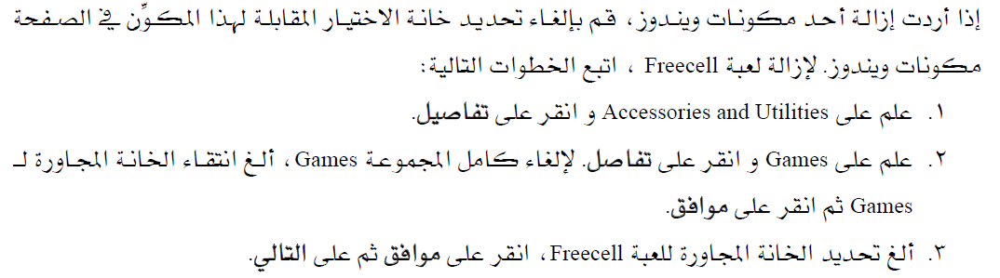 إذا أردت إزالة أحد مكونات ويندوز، قم بإلغاء تحديد خانة الاختيار المقابلة لهذا المكوِّن في الصفحة
مكونات ويندوز. لإزالة لعبة Freecell ، اتبع الخطوات التالية:
١. علم على Accessories and Utilities و انقر على تفاصيل.
٢. علم على Games و انقر على تفاصل. لإلغاء كامل المجموعة Games، ألغ انتقاء الخانة المجاورة لـ
Games ثم انقر على موافق.
٣. ألغ تحديد الخانة المجاورة للعبة Freecell، انقر على موافق ثم على التالي.